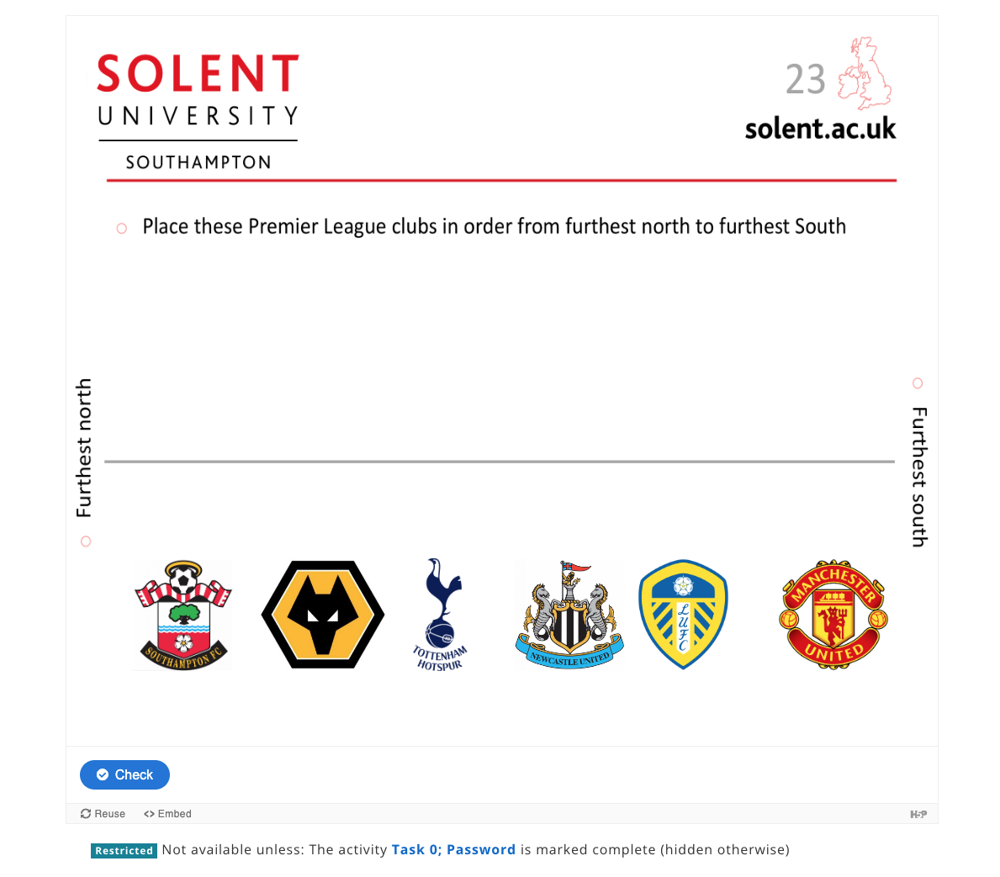 SOLENT
UNIVERSITY
SOUTHAMPTON
23
solent.ac.uk
Place these Premier League clubs in order from furthest north to furthest South
Furthest north
Furthest south
SOUTHAMPTON FC
TOTTENHAM
HOTSPUR
NEWCASTLE UNITED
LUFC
MANCHESTER
UNITED
Check
Reuse
Embed
H5P
Restricted Not available unless: The activity Task 0; Password is marked complete (hidden otherwise)